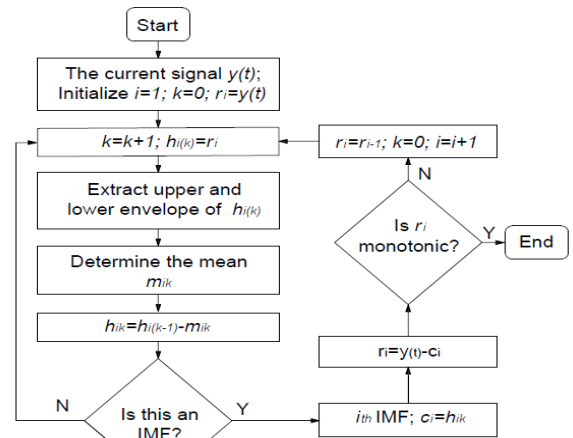 Start
The current signal y(t);
Initialize i=1; k=0; ri=y(t)
k=k+1; hi(k)=ri
ri=ri-1; k=0; i=i+1
Extract upper and
lower envelope of hi(k)
N
Is ri
monotonic?
Y
End
Determine the mean
mik
hik=hi(k-1)-mik
ri=y(t)-ci
N
Is this an
IMF?
Y
ith IMF; ci=hik